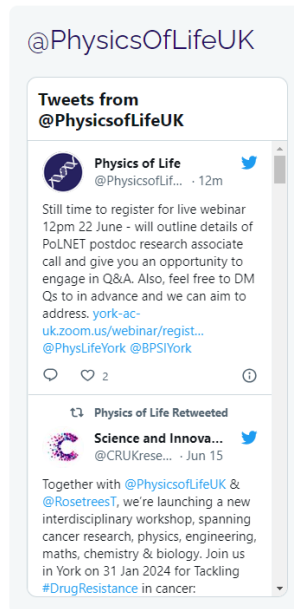 @PhysicsOfLifeUK
Tweets from
@PhysicsofLifeUK
Physics of Life
@PhysicsofLif... · 12m
Still time to register for live webinar
12pm 22 June - will outline details of
PoLNET postdoc research associate
call and give you an opportunity to
engage in Q&A. Also, feel free to DM
Qs to in advance and we can aim to
address. york-ac-
uk.zoom.us/webinar/regist...
@PhysLifeYork @BPSIYork
2
Physics of Life Retweeted
Science and Innova...
@CRUKrese... · Jun 15
Together with @PhysicsofLifeUK &
@RosetreesT, we're launching a new
interdisciplinary workshop, spanning
cancer research, physics, engineering,
maths, chemistry & biology. Join us
in York on 31 Jan 2024 for Tackling
#DrugResistance in cancer: